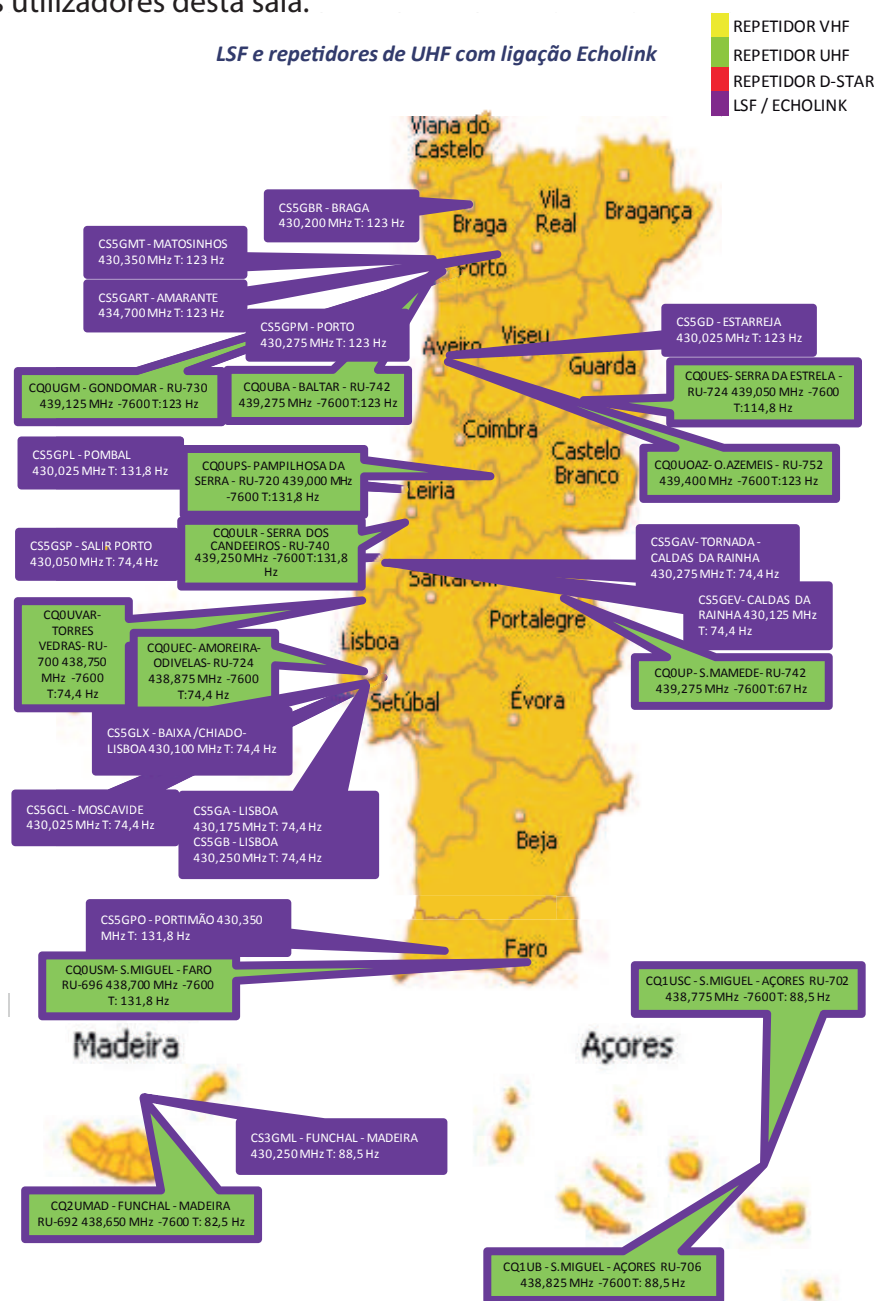 s utilizadores desta sala.
LSF e repetidores de UHF com ligação Echolink
REPETIDOR VHF
REPETIDOR UHF
REPETIDOR D-STAR
LSF / ECHOLINK
Viana do
Castelo
Braga
Vila
Real
Bragança
Porto
CS5GBR - BRAGA
430,200 MHz T: 123 Hz
CS5GMT - MATOSINHOS
430,350 MHz T: 123 Hz
CS5GART - AMARANTE
434,700 MHz T: 123 Hz
CS5GPM - PORTO
430,275 MHz T: 123 Hz
CS5GD - ESTARREJA
430,025 MHz T: 123 Hz
Aveiro
Viseu
Guarda
CQ0UGM - GONDOMAR - RU-730
439,125 MHz -7600 T:123 Hz
CQ0UBA - BALTAR - RU-742
439,275 MHz -7600 T:123 Hz
CQ0UES- SERRA DA ESTRELA -
RU-724 439,050 MHz -7600
T:114,8 Hz
Coimbra
Castelo
Branco
CS5GPL - POMBAL
430,025 MHz T: 131,8 Hz
CQ0UPS- PAMPILHOSA DA
SERRA - RU-720 439,000 MHz
-7600 T:131,8 Hz
CQ0UOAZ- O.AZEMEIS - RU-752
439,400 MHz -7600 T:123 Hz
Leiria
CS5GSP - SALIR PORTO
430,050 MHz T: 74,4 Hz
CQ0ULR - SERRA DOS
CANDEEIROS - RU-740
439,250 MHz -7600 T:131,8
Hz
CS5GAV- TORNADA -
CALDAS DA RAINHA
430,275 MHz T: 74,4 Hz
Santarém
Portalegre
CS5GEV- CALDAS DA
RAINHA 430,125 MHz
T: 74,4 Hz
CQ0UVAR-
TORRES
VEDRAS- RU-
700 438,750
MHz -7600
T:74,4 Hz
CQ0UEC- AMOREIRA-
ODIVELAS- RU-724
438,875 MHz -7600
T:74,4 Hz
Lisboa
CQ0UP- S.MAMEDE- RU-742
439,275 MHz -7600 T:67 Hz
Setúbal
Évora
CS5GLX - BAIXA /CHIADO-
LISBOA 430,100 MHz T: 74,4 Hz
CS5GCL - MOSCAVIDE
430,025 MHz T: 74,4 Hz
CS5GA - LISBOA
430,175 MHz T: 74,4 Hz
CS5GB - LISBOA
430,250 MHz T: 74,4 Hz
Beja
CS5GPO - PORTIMÃO 430,350
MHz T: 131,8 Hz
Faro
CQ0USM- S.MIGUEL - FARO
RU-696 438,700 MHz -7600
T: 131,8 Hz
CQ1USC - S.MIGUEL - AÇORES RU-702
438,775 MHz -7600 T: 88,5 Hz
Madeira
Açores
CS3GML - FUNCHAL - MADEIRA
430,250 MHz T: 88,5 Hz
CQ2UMAD - FUNCHAL - MADEIRA
RU-692 438,650 MHz -7600 T: 82,5 Hz
CQ1UB - S.MIGUEL - AÇORES RU-706
438,825 MHz -7600 T: 88,5 Hz